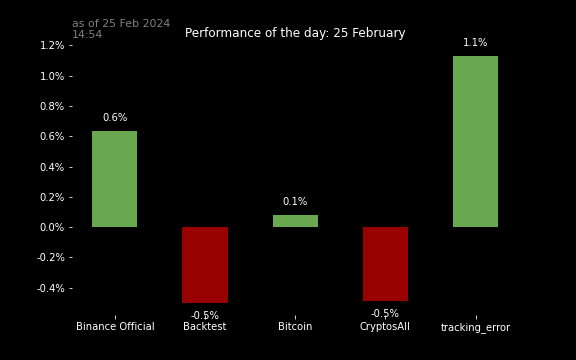 as of 25 Feb 2024
14:54
Performance of the day: 25 February
1.2%
1.0%
0.8%
0.6%
0.4%
0.2%
0.0%
-0.2%
-0.4%
0.6%
-0.5%
0.1%
-0.5%
1.1%
Binance Official
Backtest
Bitcoin
CryptosAll
tracking_error